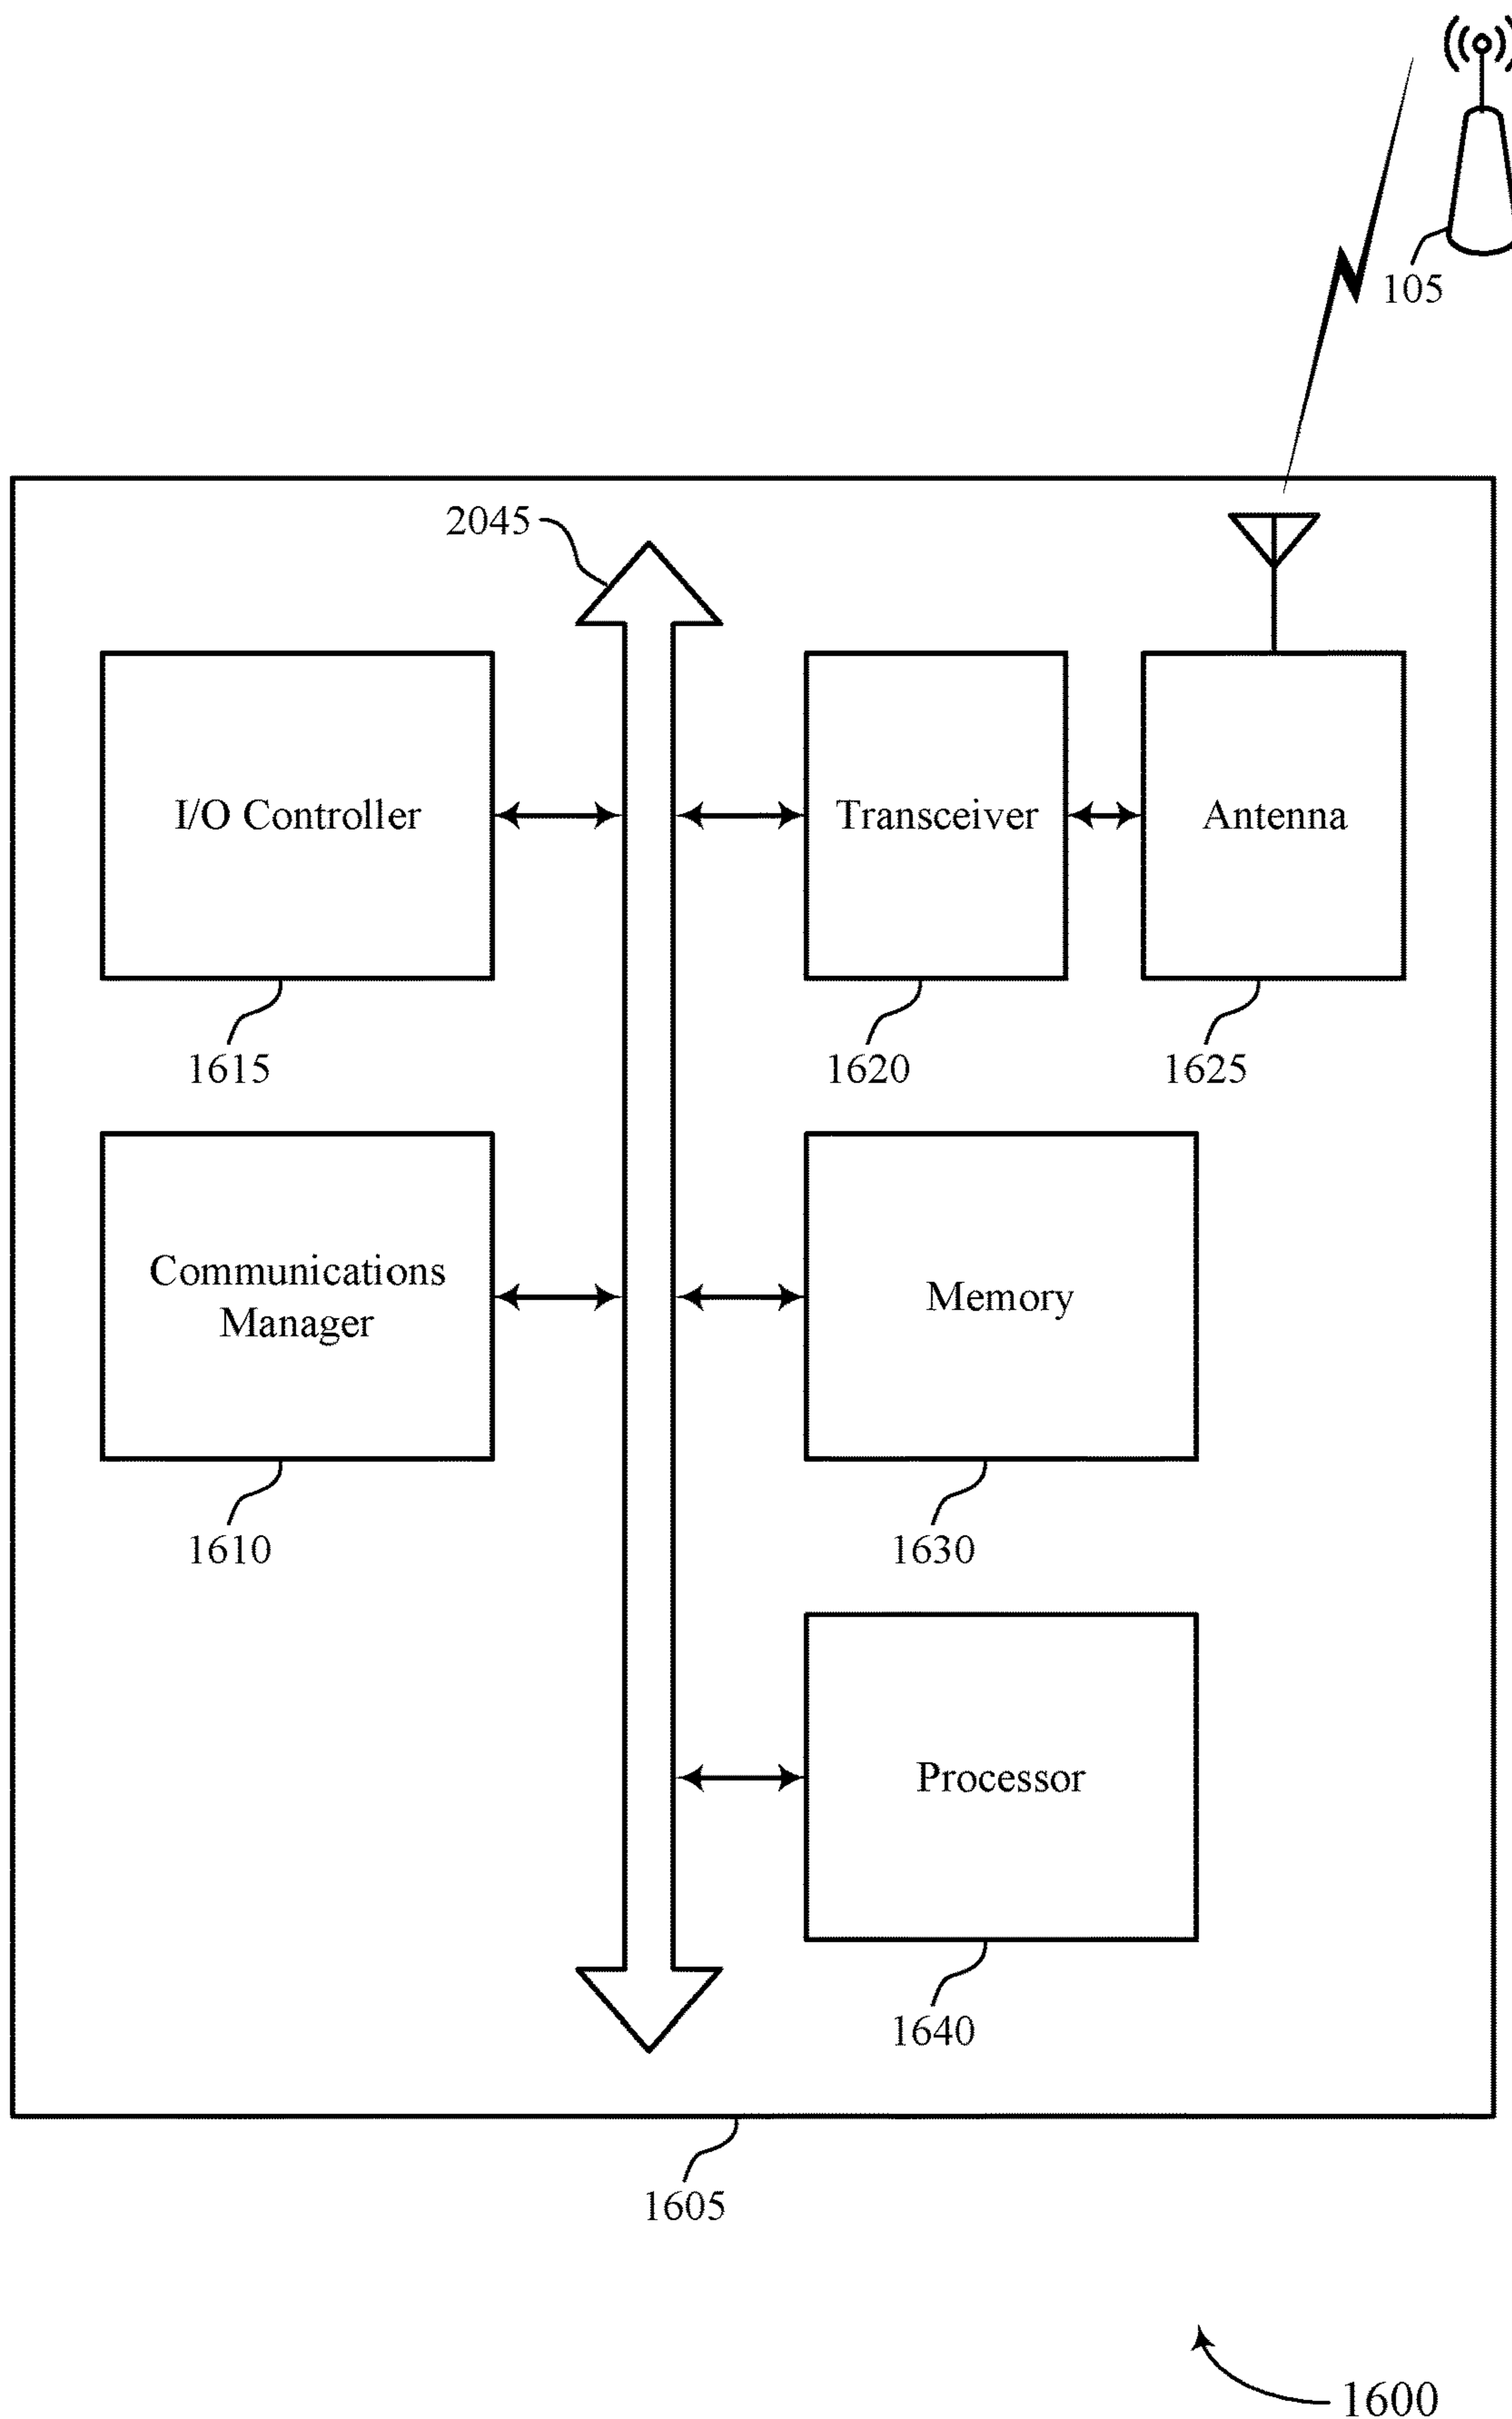 105
2045
I/O Controller
Transceiver
Antenna
1615
1620
1625
Communications
Manager
Memory
1610
1630
Processor
1640
1605
1600